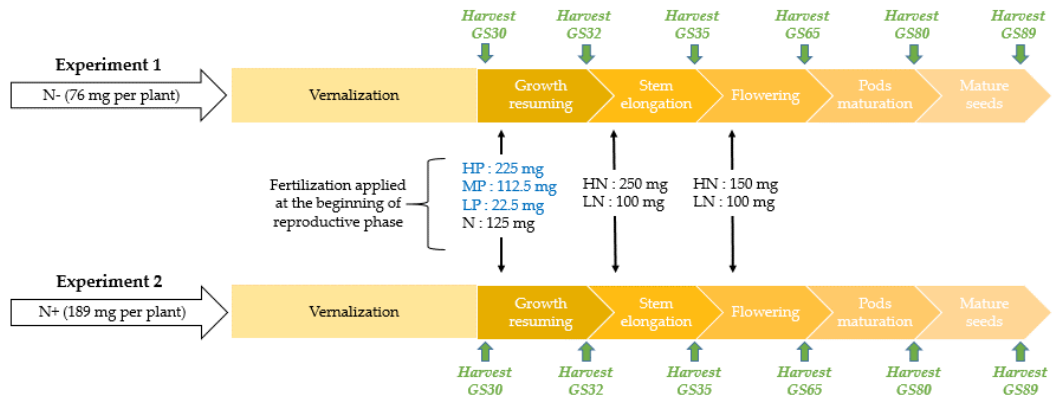 Harvest GS30
Harvest GS32
Harvest GS35
Harvest GS65
Harvest GS80
Harvest GS89
Experiment 1
N- (76 mg per plant)
Vernalization
Growth
resuming
Stem
elongation
Flowering
Pods
maturation
Mature
seeds
Fertilization applied
at the beginning of
reproductive phase
HP : 225 mg
MP : 112.5 mg
LP : 22.5 mg
N : 125 mg
HN : 250 mg
LN : 100 mg
HN : 150 mg
LN : 100 mg
Experiment 2
N+ (189 mg per plant)
Vernalization
Growth
resuming
Stem
elongation
Flowering
Pods
maturation
Mature
seeds
Harvest
GS30
Harvest
GS32
Harvest
GS35
Harvest
GS65
Harvest
GS80
Harvest
GS89